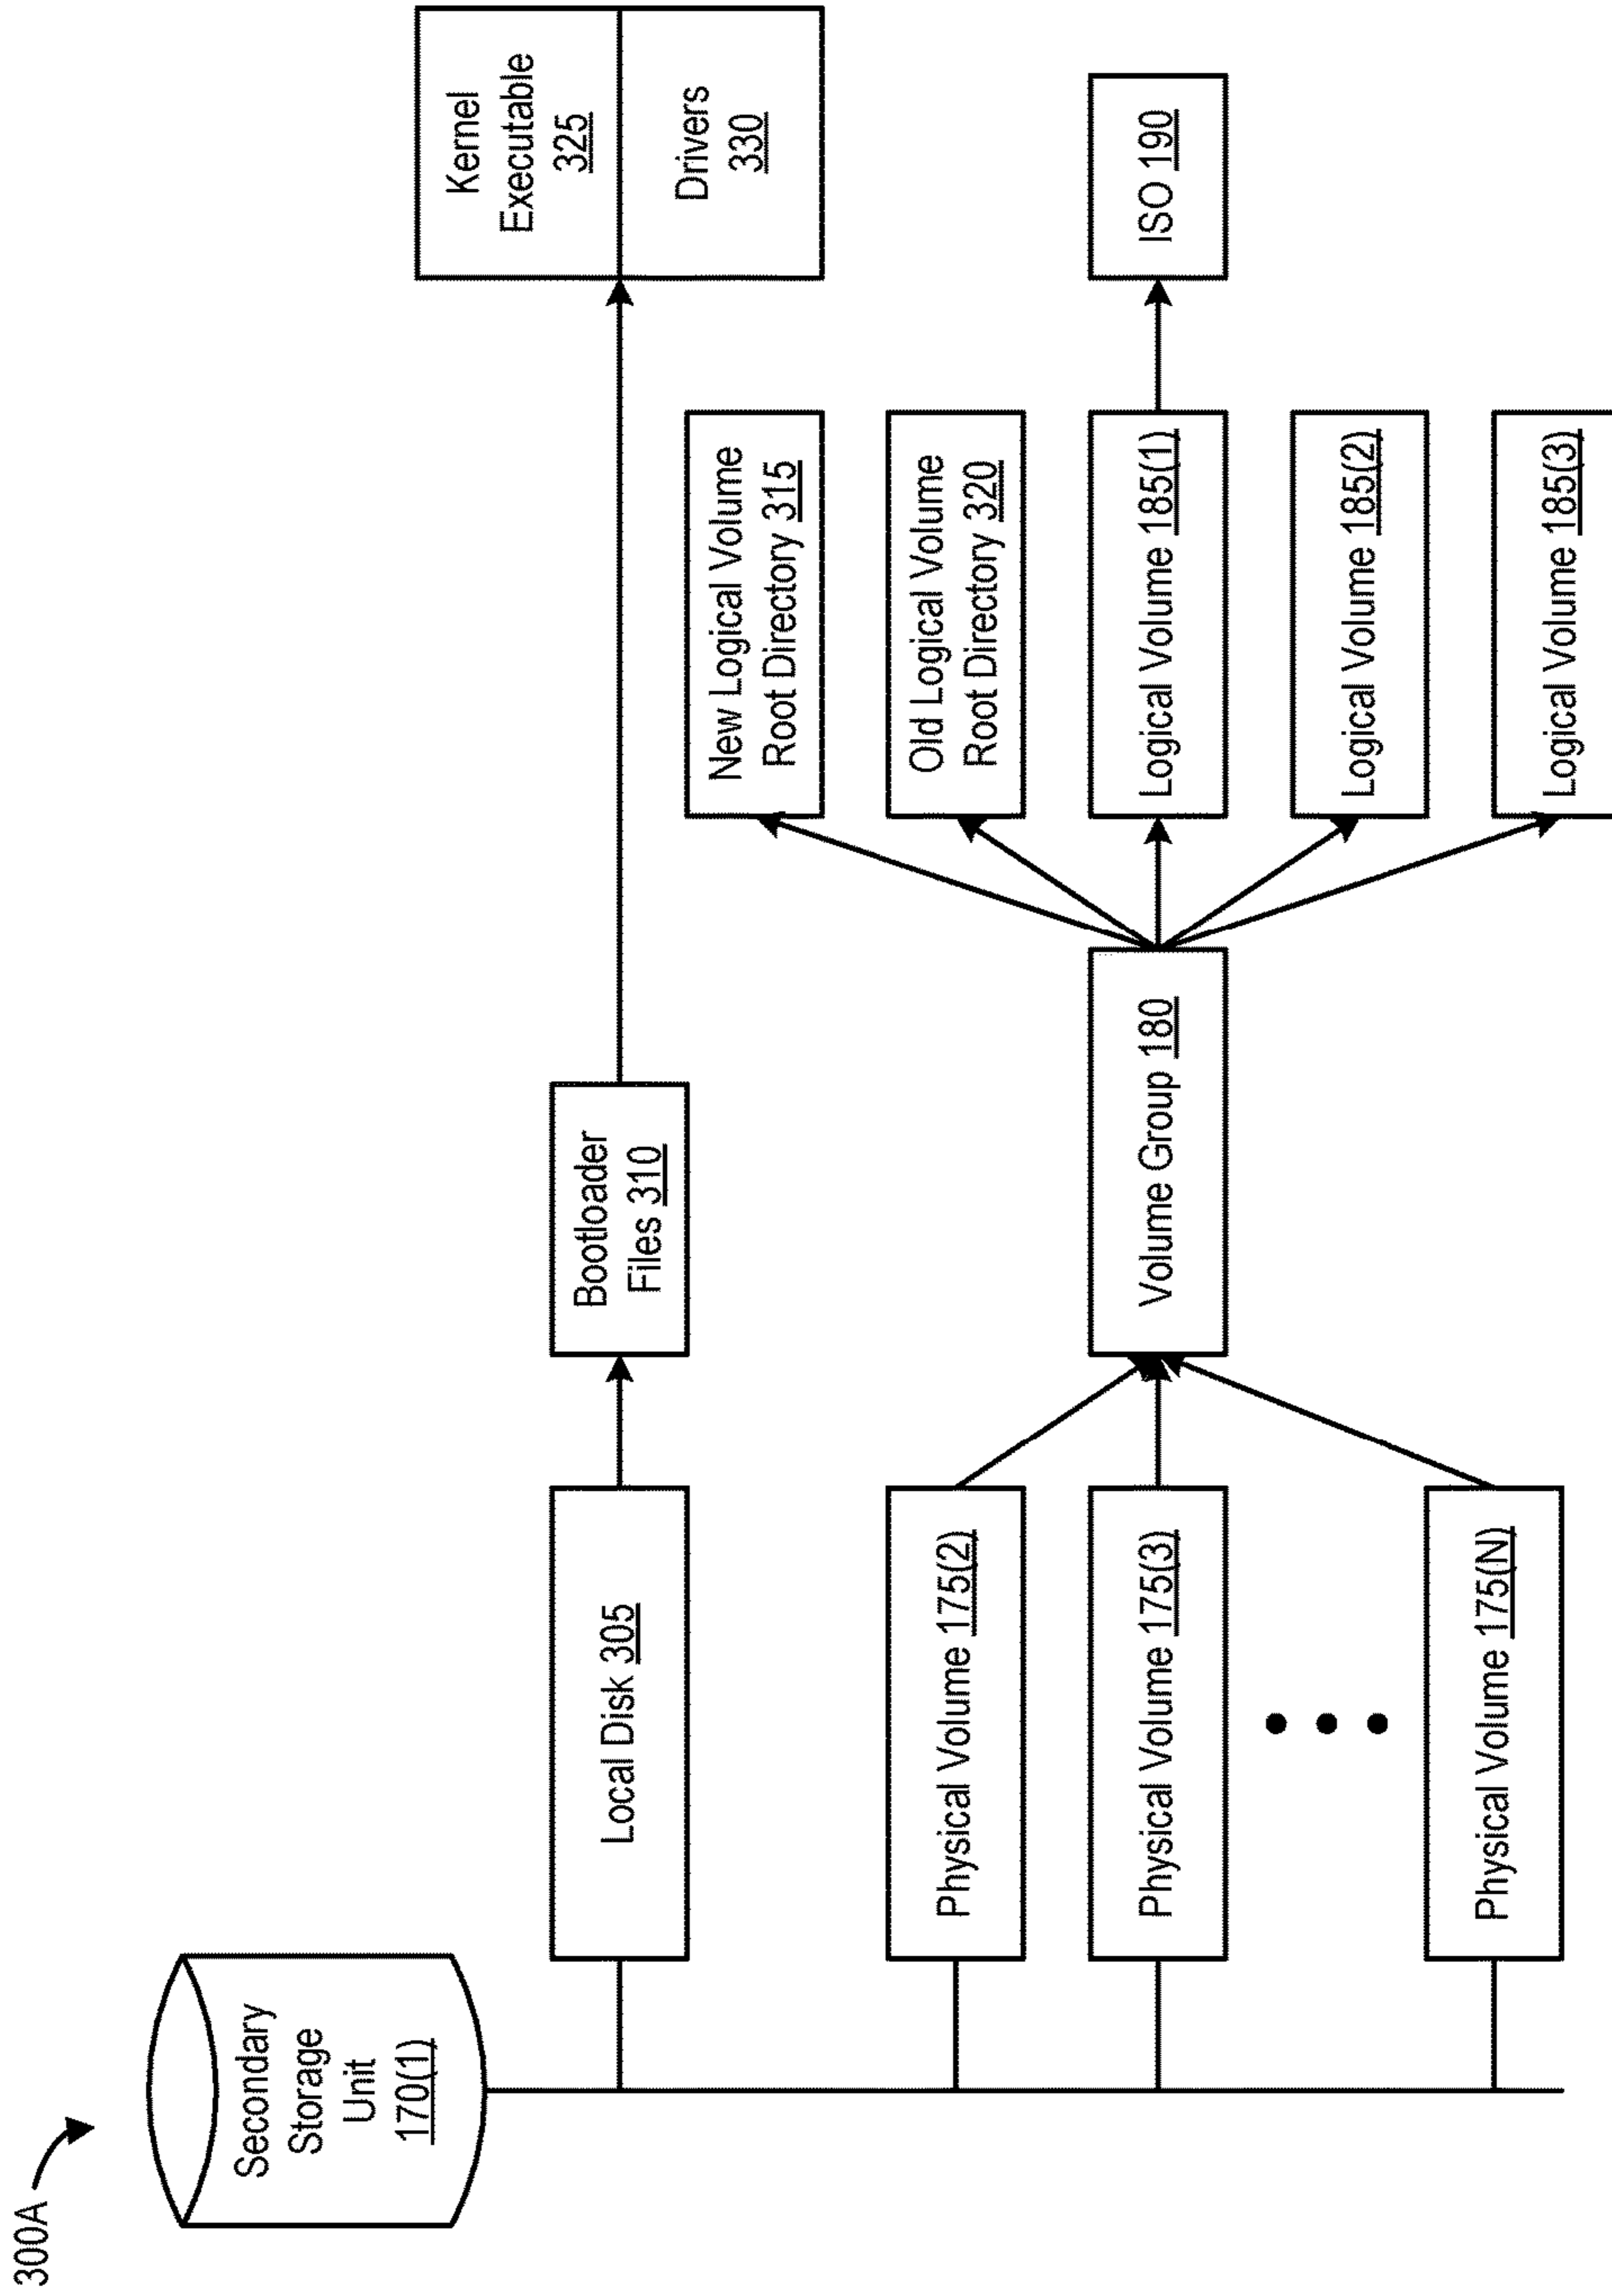 300A
Secondary
Storage
Unit
170(1)
Local Disk 305
Bootloader
Files 310
Kernel
Executable
325
Drivers
330
Physical Volume 175(2)
Physical Volume 175(3)
Physical Volume 175(N)
Volume Group 180
New Logical Volume
Root Directory 315
Old Logical Volume
Root Directory 320
Logical Volume 185(1)
Logical Volume 185(2)
Logical Volume 185(3)
ISO 190